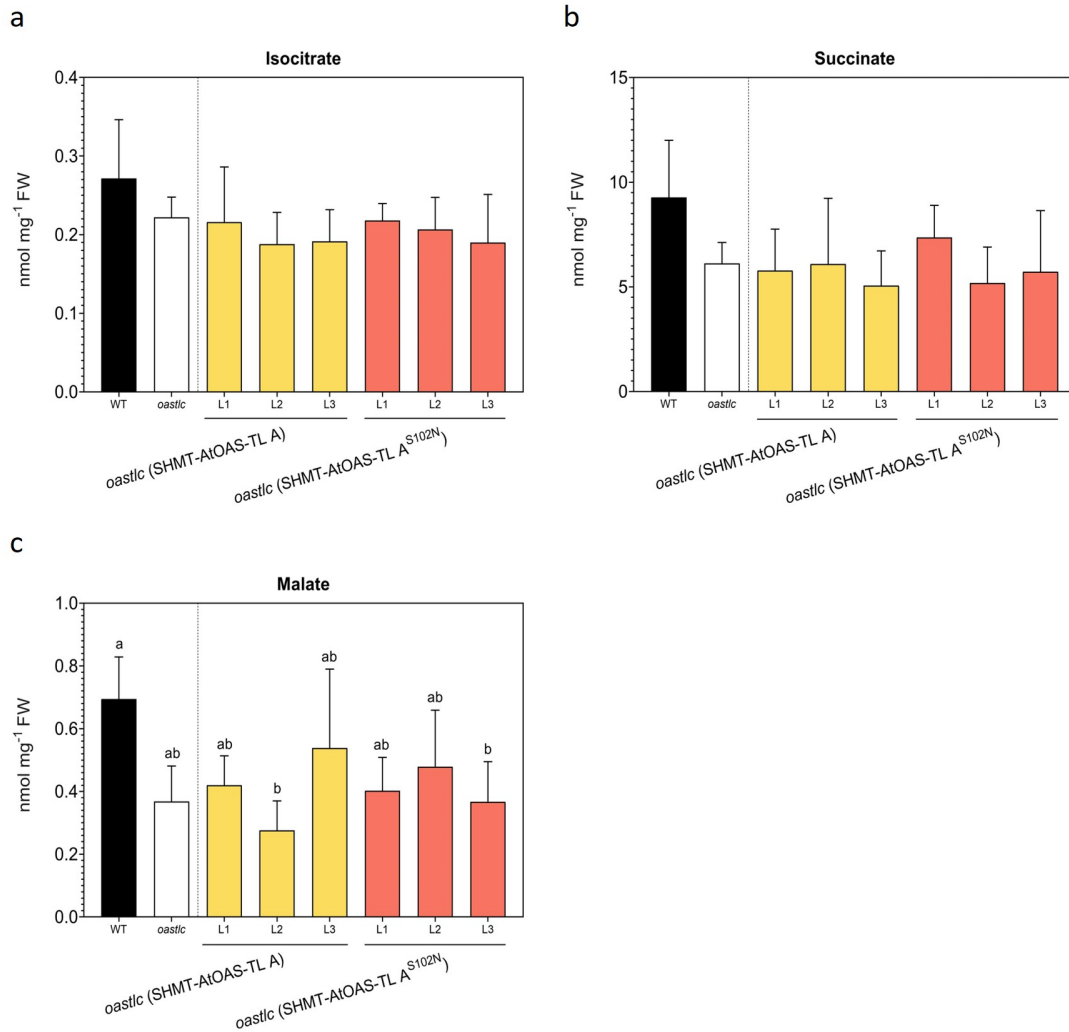 a
Isocitrate
nmol mg⁻¹ FW
0.4
0.3
0.2
0.1
0.0
WT oastlc L1 L2 L3 L1 L2 L3
oastlc (SHMT-AtOAS-TL A)
oastlc (SHMT-AtOAS-TL A^S102N)
b
Succinate
nmol mg⁻¹ FW
15
10
5
0
WT oastlc L1 L2 L3 L1 L2 L3
oastlc (SHMT-AtOAS-TL A)
oastlc (SHMT-AtOAS-TL A^S102N)
c
Malate
nmol mg⁻¹ FW
1.0
0.8
0.6
0.4
0.2
0.0
a ab ab b ab ab ab b
WT oastlc L1 L2 L3 L1 L2 L3
oastlc (SHMT-AtOAS-TL A)
oastlc (SHMT-AtOAS-TL A^S102N)